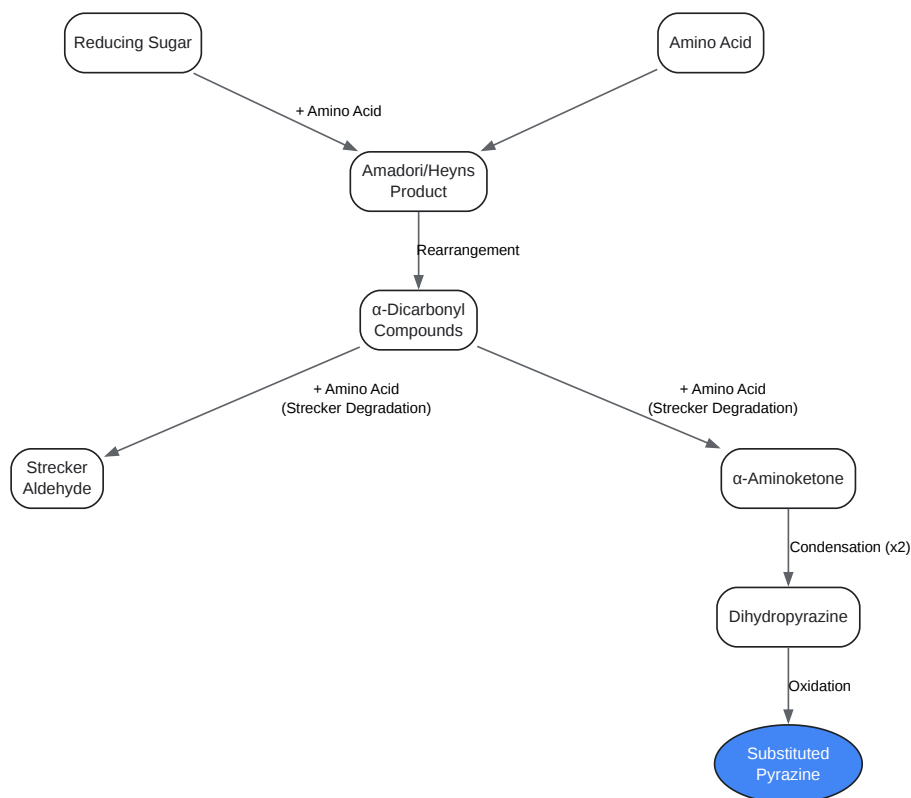 Reducing Sugar
Amino Acid
+ Amino Acid
Amadori/Heyns
Product
Rearrangement
α-Dicarbonyl
Compounds
+ Amino Acid
(Strecker Degradation)
+ Amino Acid
(Strecker Degradation)
Strecker
Aldehyde
α-Aminoketone
Condensation (x2)
Dihydropyrazine
Oxidation
Substituted
Pyrazine